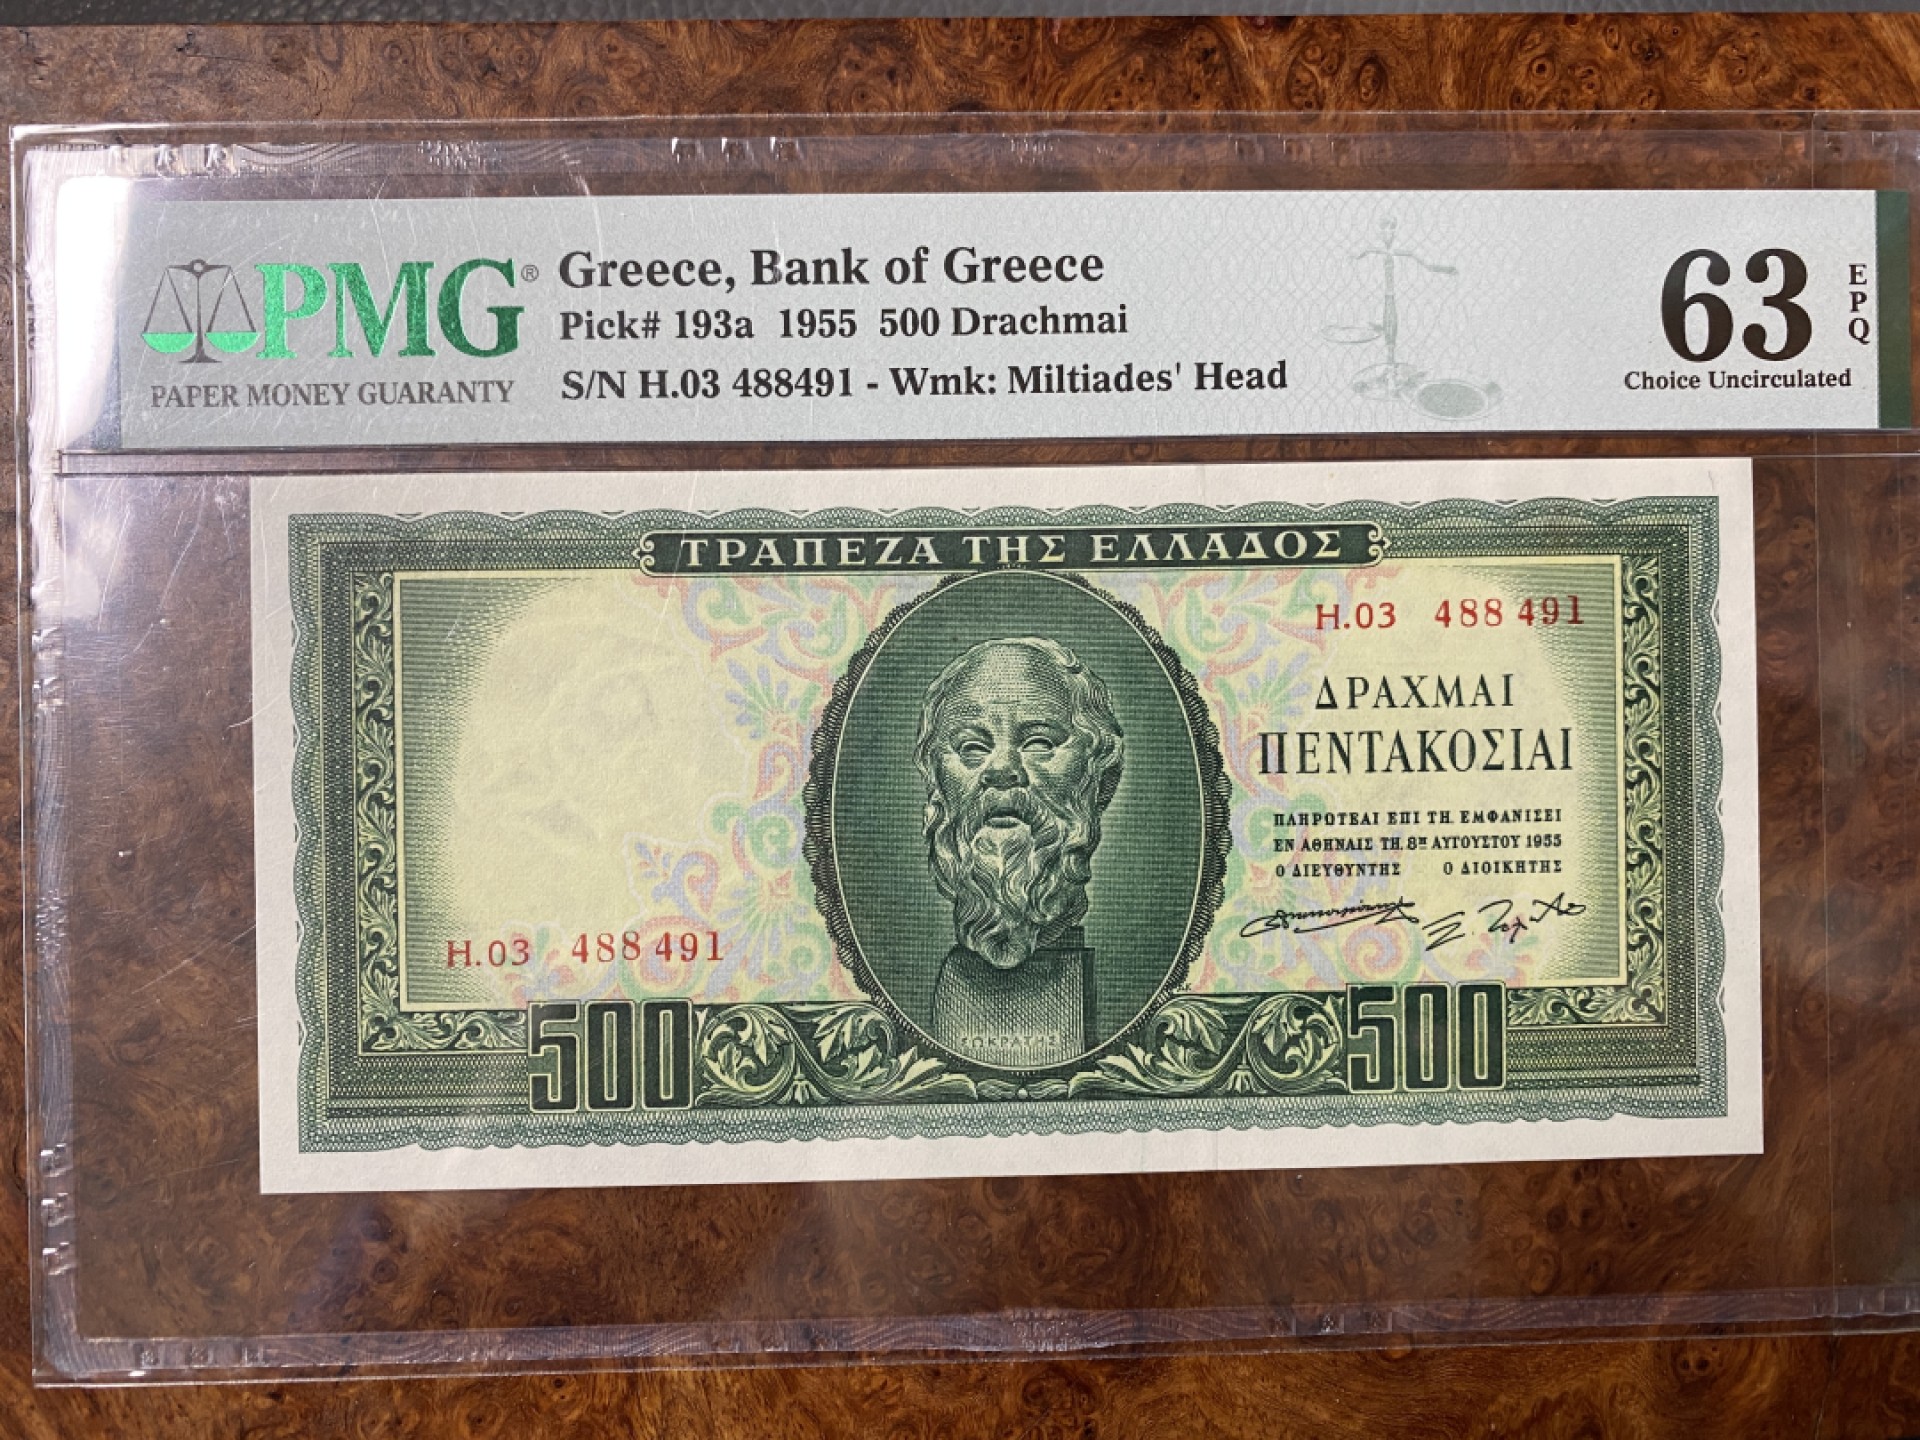 PMG®
PAPER MONEY GUARANTY
Greece, Bank of Greece
Pick# 193a 1955 500 Drachmai
S/N H.03 488491 - Wmk: Miltiades' Head
63
EPQ
Choice Uncirculated
ΤΡΑΠΕΖΑ ΤΗΣ ΕΛΛΑΔΟΣ
H.03 488 491
ΔΡΑΧΜΑΙ
ΠΕΝΤΑΚΟΣΙΑΙ
ΠΛΗΡΩΤΕΑΙ ΕΠΙ ΤΗ ΕΜΦΑΝΙΣΕΙ
ΕΝ ΑΘΗΝΑΙΣ ΤΗ 8Η ΑΥΓΟΥΣΤΟΥ 1955
Ο ΔΙΕΥΘΥΝΤΗΣ Ο ΔΙΟΙΚΗΤΗΣ
H.03 488 491
ΣΩΚΡΑΤΗΣ
500 500